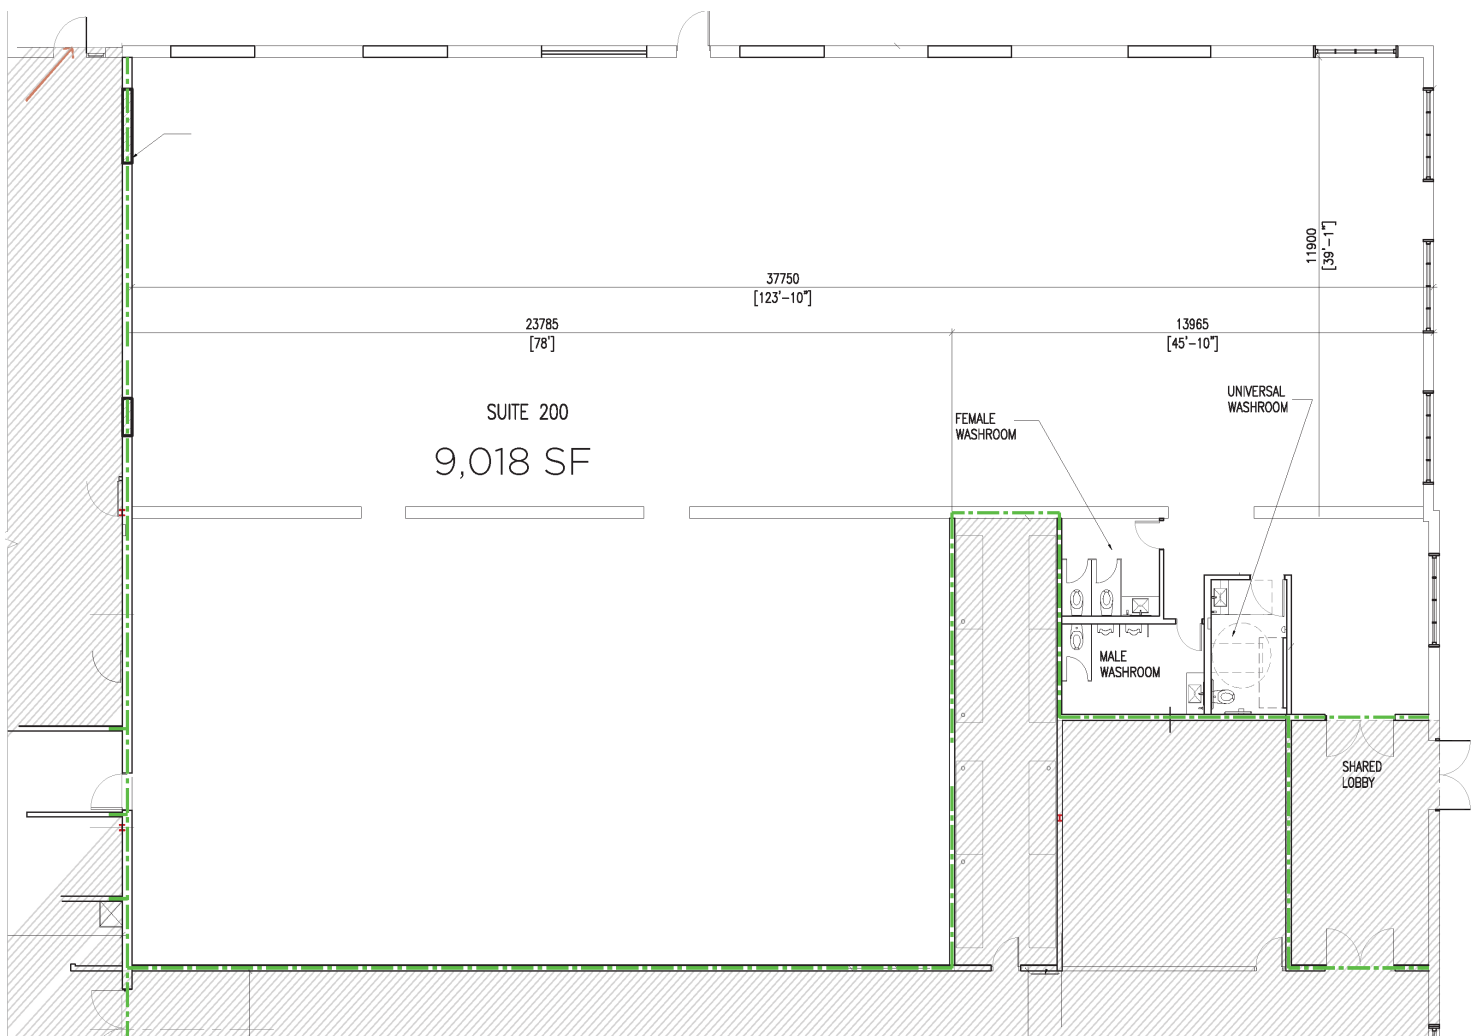 11900
[39'-1"]
37750
[123'-10"]
23785
[78']
13965
[45'-10"]
SUITE 200
9,018 SF
FEMALE
WASHROOM
UNIVERSAL
WASHROOM
MALE
WASHROOM
SHARED
LOBBY